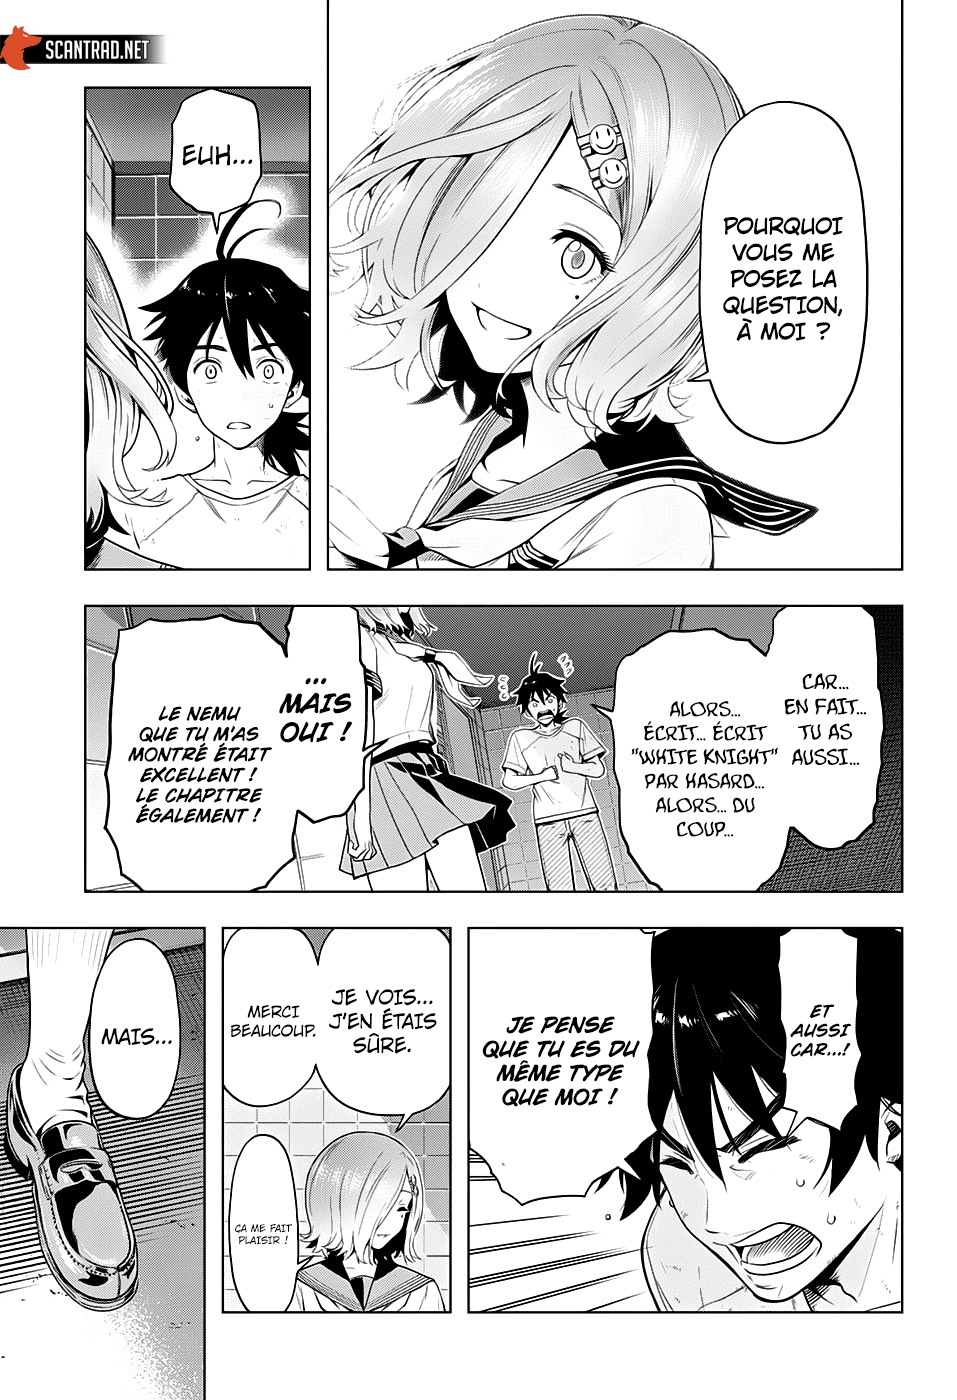 SCANTRAD.NET
POURQUOI
VOUS ME
POSEZ LA
QUESTION,
À MOI ?
EUH...
CAR...
EN FAIT...
TU AS
AUSSI...
ALORS...
ÉCRIT... ÉCRIT
"WHITE KNIGHT"
PAR HASARD...
ALORS... DU
COUP...
...
MAIS
OUI !
LE NEMU
QUE TU M'AS
MONTRÉ ÉTAIT
EXCELLENT !
LE CHAPITRE
ÉGALEMENT !
ET
AUSSI
CAR...!
JE PENSE
QUE TU ES DU
MÊME TYPE
QUE MOI !
JE VOIS...
J'EN ÉTAIS
SÛRE.
MERCI
BEAUCOUP.
ÇA ME FAIT
PLAISIR !
MAIS...